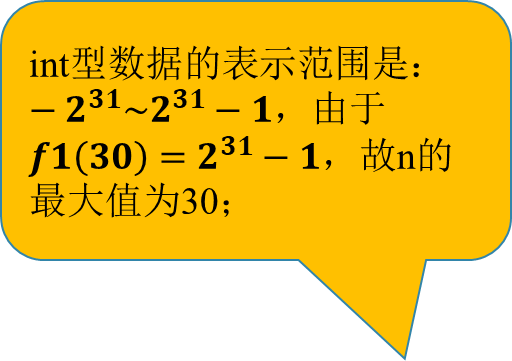 int型数据的表示范围是：
－2³¹~2³¹－1，由于
f1(30)＝2³¹－1，故n的
最大值为30；